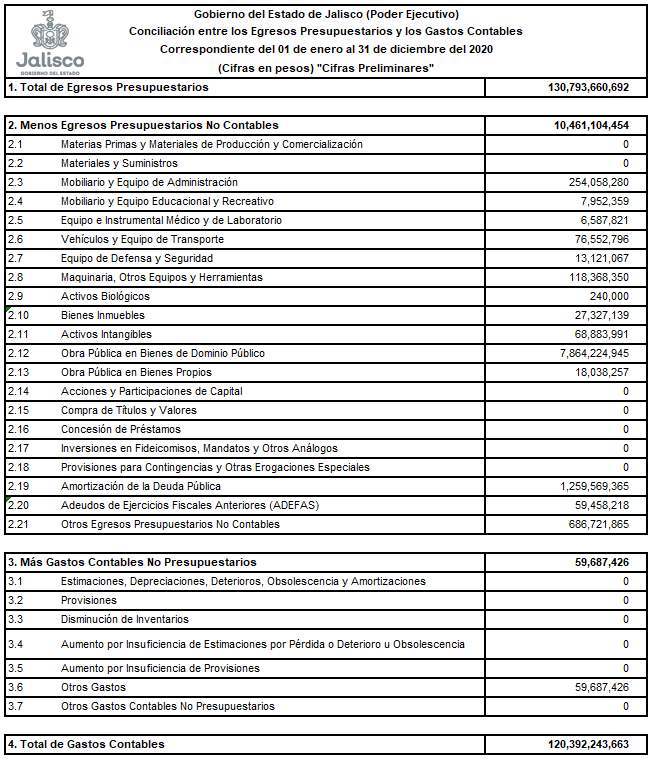 Jalisco
GOBIERNO DEL ESTADO
Gobierno del Estado de Jalisco (Poder Ejecutivo)
Conciliación entre los Egresos Presupuestarios y los Gastos Contables
Correspondiente del 01 de enero al 31 de diciembre del 2020
(Cifras en pesos) "Cifras Preliminares"
1. Total de Egresos Presupuestarios 130,793,660,692
2. Menos Egresos Presupuestarios No Contables 10,461,104,454
2.1 Materias Primas y Materiales de Producción y Comercialización 0
2.2 Materiales y Suministros 0
2.3 Mobiliario y Equipo de Administración 254,058,280
2.4 Mobiliario y Equipo Educacional y Recreativo 7,952,359
2.5 Equipo e Instrumental Médico y de Laboratorio 6,587,821
2.6 Vehículos y Equipo de Transporte 76,552,796
2.7 Equipo de Defensa y Seguridad 13,121,067
2.8 Maquinaria, Otros Equipos y Herramientas 118,368,350
2.9 Activos Biológicos 240,000
2.10 Bienes Inmuebles 27,327,139
2.11 Activos Intangibles 68,883,991
2.12 Obra Pública en Bienes de Dominio Público 7,864,224,945
2.13 Obra Pública en Bienes Propios 18,038,257
2.14 Acciones y Participaciones de Capital 0
2.15 Compra de Títulos y Valores 0
2.16 Concesión de Préstamos 0
2.17 Inversiones en Fideicomisos, Mandatos y Otros Análogos 0
2.18 Provisiones para Contingencias y Otras Erogaciones Especiales 0
2.19 Amortización de la Deuda Pública 1,259,569,365
2.20 Adeudos de Ejercicios Fiscales Anteriores (ADEFAS) 59,458,218
2.21 Otros Egresos Presupuestarios No Contables 686,721,865
3. Más Gastos Contables No Presupuestarios 59,687,426
3.1 Estimaciones, Depreciaciones, Deterioros, Obsolescencia y Amortizaciones 0
3.2 Provisiones 0
3.3 Disminución de Inventarios 0
3.4 Aumento por Insuficiencia de Estimaciones por Pérdida o Deterioro u Obsolescencia 0
3.5 Aumento por Insuficiencia de Provisiones 0
3.6 Otros Gastos 59,687,426
3.7 Otros Gastos Contables No Presupuestarios 0
4. Total de Gastos Contables 120,392,243,663